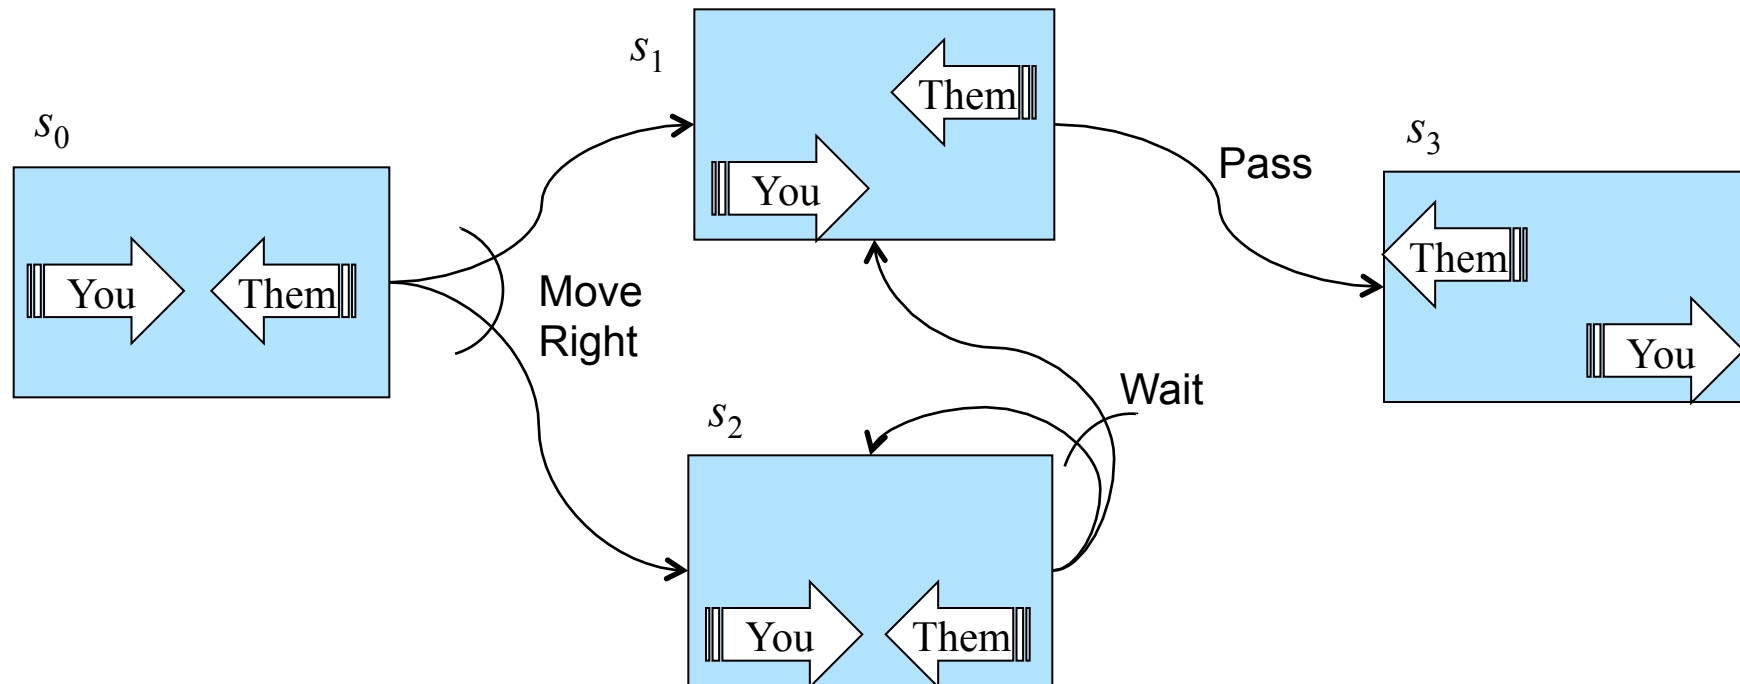 s₀
You
Them
Move
Right
s₁
Them
You
s₂
You
Them
Wait
Pass
s₃
Them
You